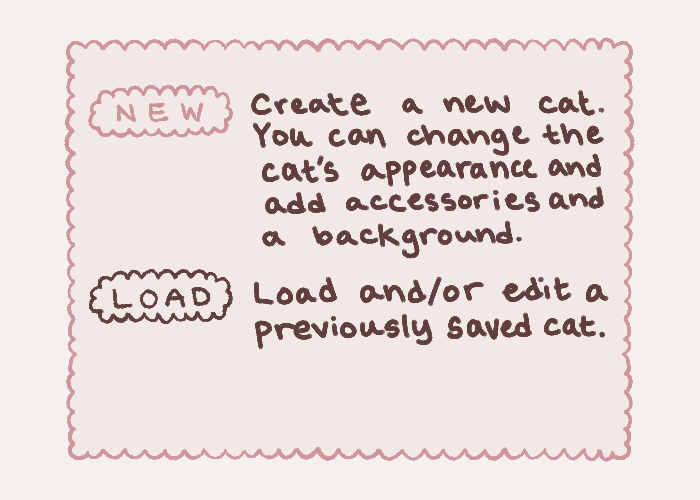 NEW
Create a new cat.
You can change the
cat's appearance and
add accessories and
a background.
LOAD
Load and/or edit a
previously saved cat.